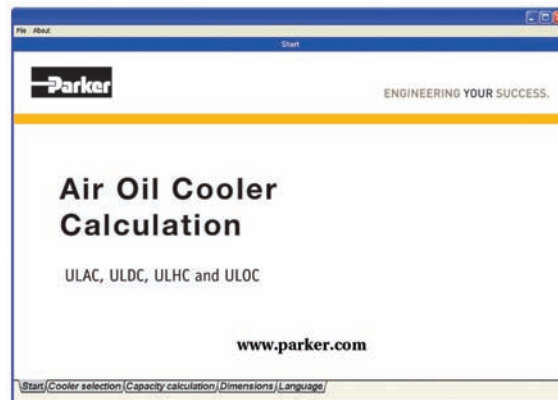 File About
Start
Parker
ENGINEERING YOUR SUCCESS.
Air Oil Cooler
Calculation
ULAC, ULDC, ULHC and ULOC
www.parker.com
Start Cooler selection Capacity calculation Dimensions Language